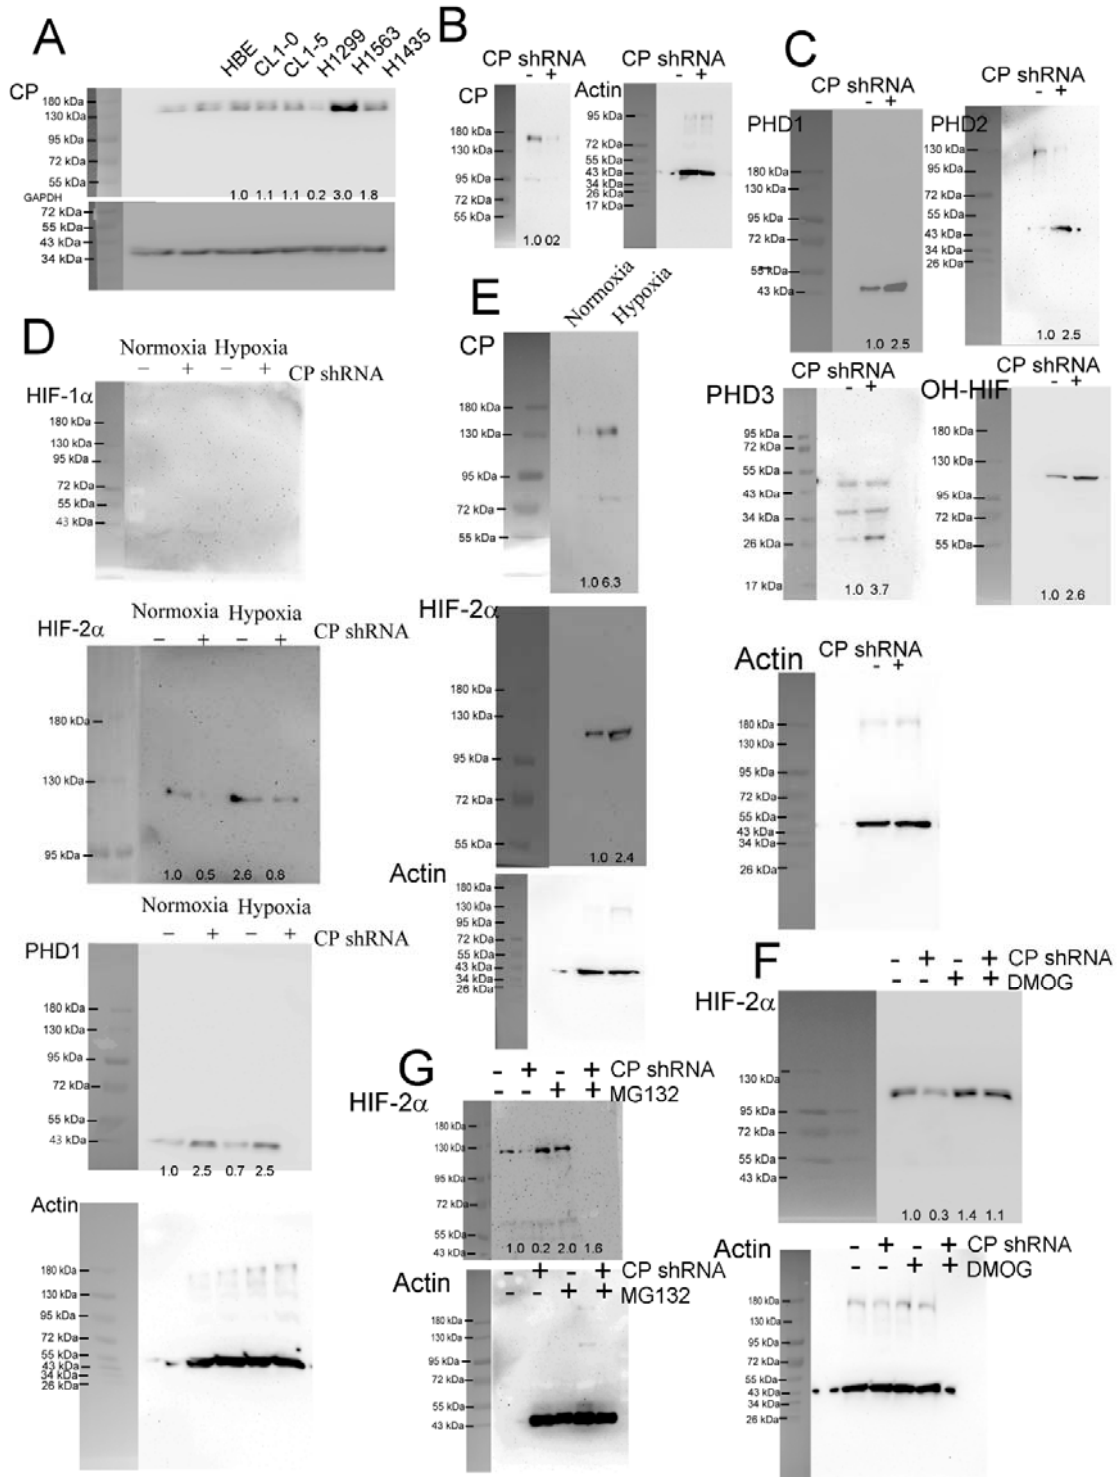 A
HBE
CL1-0
CL1-5
H1299
H1563
H1435
CP
180 kDa
130 kDa
95 kDa
72 kDa
55 kDa
1.0 1.1 1.1 0.2 3.0 1.8
GAPDH
72 kDa
55 kDa
43 kDa
34 kDa
B
CP shRNA
- +
CP
180 kDa
130 kDa
95 kDa
72 kDa
55 kDa
1.0 02
CP shRNA
- +
Actin
95 kDa
72 kDa
55 kDa
43 kDa
34 kDa
26 kDa
17 kDa
C
CP shRNA
- +
PHD1
180 kDa
130 kDa
95 kDa
72 kDa
55 kDa
43 kDa
1.0 2.5
CP shRNA
- +
PHD2
130 kDa
95 kDa
72 kDa
55 kDa
43 kDa
34 kDa
26 kDa
1.0 2.5
CP shRNA
- +
PHD3
95 kDa
72 kDa
55 kDa
43 kDa
34 kDa
26 kDa
17 kDa
1.0 3.7
CP shRNA
- +
OH-HIF
180 kDa
130 kDa
95 kDa
72 kDa
55 kDa
1.0 2.6
CP shRNA
- +
Actin
180 kDa
130 kDa
95 kDa
72 kDa
55 kDa
43 kDa
34 kDa
26 kDa
D
Normoxia Hypoxia
− + − + CP shRNA
HIF-1α
180 kDa
130 kDa
95 kDa
72 kDa
55 kDa
43 kDa
Normoxia Hypoxia
− + − + CP shRNA
HIF-2α
180 kDa
130 kDa
95 kDa
1.0 0.5 2.6 0.8
Normoxia Hypoxia
− + − + CP shRNA
PHD1
180 kDa
130 kDa
95 kDa
72 kDa
55 kDa
43 kDa
1.0 2.5 0.7 2.5
Actin
180 kDa
130 kDa
95 kDa
72 kDa
55 kDa
43 kDa
34 kDa
26 kDa
E
Normoxia
Hypoxia
CP
180 kDa
130 kDa
95 kDa
72 kDa
55 kDa
1.0 6.3
HIF-2α
180 kDa
130 kDa
95 kDa
72 kDa
55 kDa
1.0 2.4
Actin
180 kDa
130 kDa
95 kDa
72 kDa
55 kDa
43 kDa
34 kDa
26 kDa
F
- + - + CP shRNA
- - + + DMOG
HIF-2α
130 kDa
95 kDa
72 kDa
55 kDa
43 kDa
1.0 0.3 1.4 1.1
- + - + CP shRNA
- - + + DMOG
Actin
180 kDa
130 kDa
95 kDa
72 kDa
55 kDa
43 kDa
34 kDa
26 kDa
G
- + - + CP shRNA
- - + + MG132
HIF-2α
180 kDa
130 kDa
95 kDa
72 kDa
55 kDa
43 kDa
1.0 0.2 2.0 1.6
- + - + CP shRNA
- - + + MG132
Actin
180 kDa
130 kDa
95 kDa
72 kDa
55 kDa
43 kDa